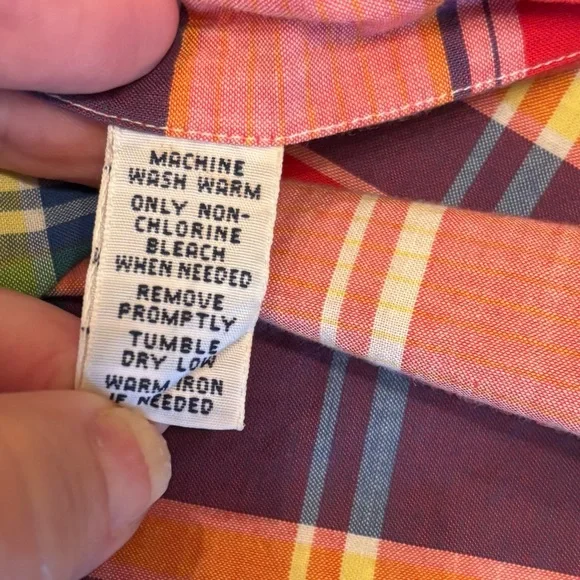 MACHINE
WASH WARM
ONLY NON-
CHLORINE
BLEACH
WHEN NEEDED
REMOVE
PROMPTLY
TUMBLE
DRY LOW
WARM IRON
IF NEEDED